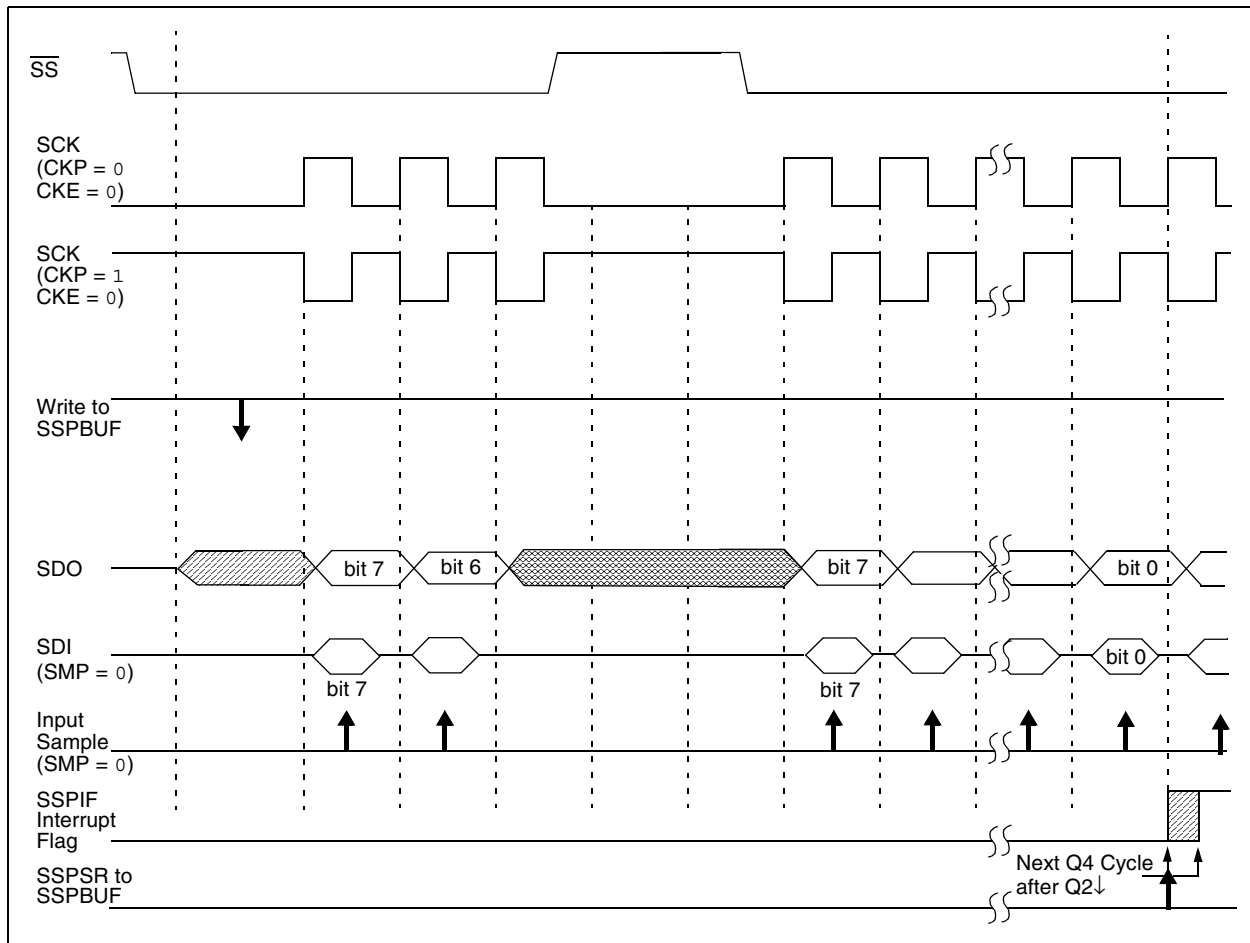 SS
SCK
(CKP = 0
CKE = 0)
SCK
(CKP = 1
CKE = 0)
Write to
SSPBUF
SDO
bit 7
bit 6
bit 7
bit 0
SDI
(SMP = 0)
bit 7
bit 7
bit 0
Input
Sample
(SMP = 0)
SSPIF
Interrupt
Flag
SSPSR to
SSPBUF
Next Q4 Cycle
after Q2↓